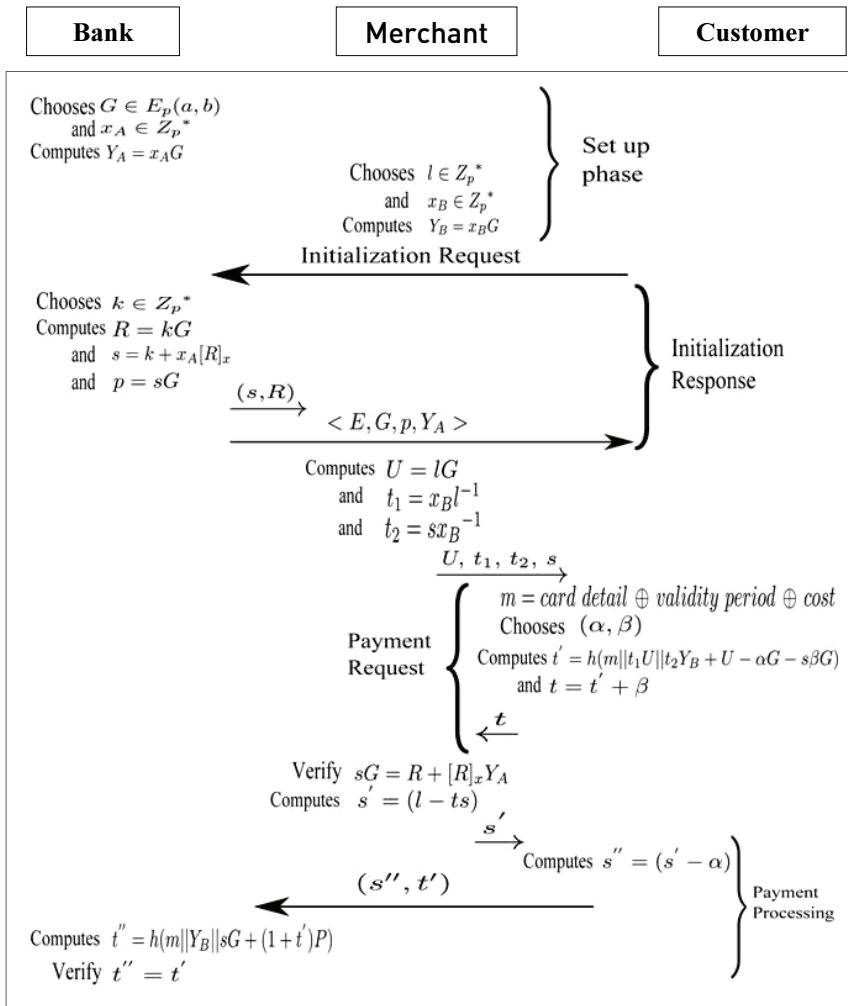 Bank
Merchant
Customer
Chooses G ∈ E_p(a, b)
and x_A ∈ Z_p^*
Computes Y_A = x_A G
Chooses l ∈ Z_p^*
and x_B ∈ Z_p^*
Computes Y_B = x_B G
Set up
phase
Initialization Request
Chooses k ∈ Z_p^*
Computes R = kG
and s = k + x_A[R]_x
and p = sG
Initialization
Response
(s, R)
< E, G, p, Y_A >
Computes U = lG
and t_1 = x_B l^{-1}
and t_2 = s x_B^{-1}
U, t_1, t_2, s
Payment
Request
m = card detail ⊕ validity period ⊕ cost
Chooses (α, β)
Computes t' = h(m||t_1U||t_2Y_B + U − αG − sβG)
and t = t' + β
t
Verify sG = R + [R]_x Y_A
Computes s' = (l − ts)
s'
Computes s'' = (s' − α)
(s'', t')
Payment
Processing
Computes t'' = h(m||Y_B||sG + (1 + t')P)
Verify t'' = t'